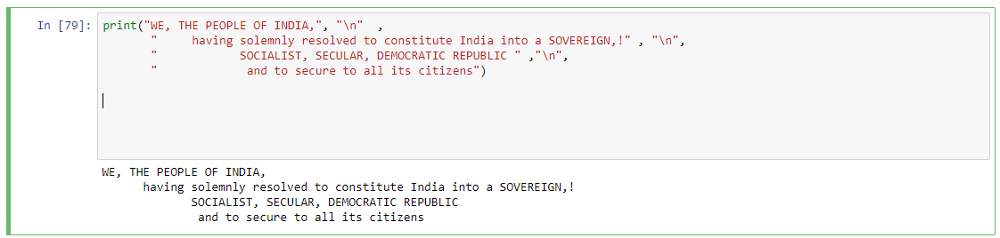 In [79]: print("WE, THE PEOPLE OF INDIA,", "\n"  ,
       "     having solemnly resolved to constitute India into a SOVEREIGN,!" , "\n",
       "            SOCIALIST, SECULAR, DEMOCRATIC REPUBLIC " ,"\n",
       "             and to secure to all its citizens")
WE, THE PEOPLE OF INDIA,
      having solemnly resolved to constitute India into a SOVEREIGN,!
             SOCIALIST, SECULAR, DEMOCRATIC REPUBLIC
              and to secure to all its citizens